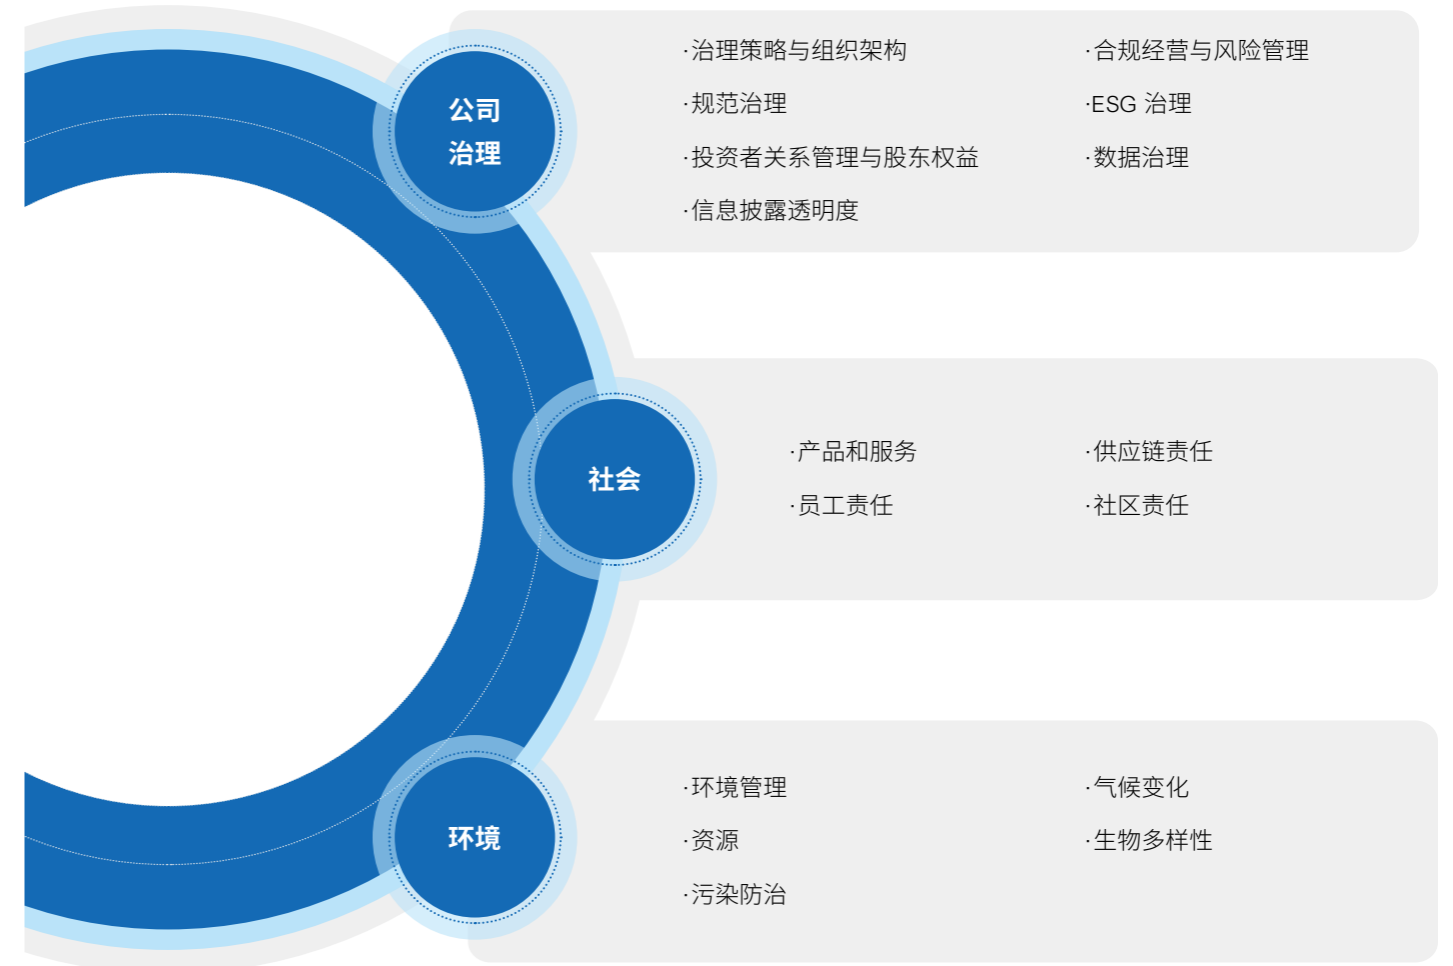 公司
治理
·治理策略与组织架构
·规范治理
·投资者关系管理与股东权益
·信息披露透明度
·合规经营与风险管理
·ESG 治理
·数据治理
社会
·产品和服务
·员工责任
·供应链责任
·社区责任
环境
·环境管理
·资源
·污染防治
·气候变化
·生物多样性